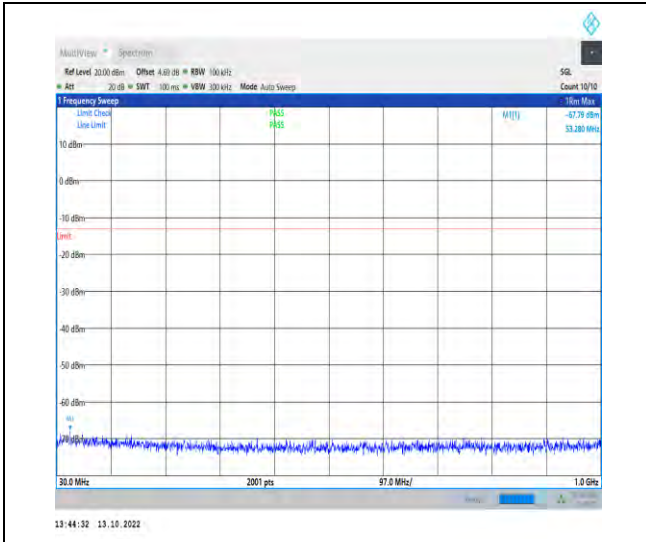 MultiView Spectrum
Ref Level 20.00 dBm Offset 4.60 dB RBW 100 kHz SGL
Att 20 dB SWT 100 ms VBW 300 kHz Mode Auto Sweep Count 10/10
1 Frequency Sweep 1Rm Max
Limit Check PASS M1[1] -67.79 dBm
Line Limit PASS 53.280 MHz
10 dBm
0 dBm
-10 dBm
Limit
-20 dBm
-30 dBm
-40 dBm
-50 dBm
-60 dBm
M1
-70 dBm
30.0 MHz 2001 pts 97.0 MHz/ 1.0 GHz
13:44:32 13.10.2022